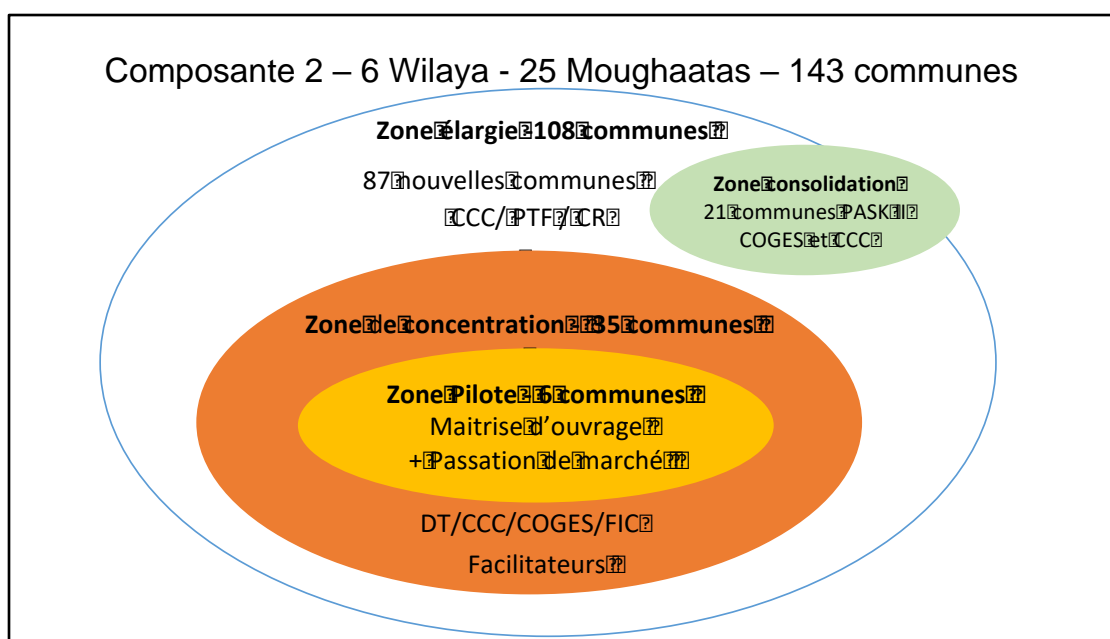 Composante 2 – 6 Wilaya - 25 Moughaatas – 143 communes
Zone élargie -108 communes
87 nouvelles communes
CCC/ PTF / CR
Zone consolidation
21 communes PASK II
COGES et CCC
Zone de concentration - 35 communes
Zone Pilote - 6 communes
Maitrise d’ouvrage
+ Passation de marché
DT/CCC/COGES/FIC
Facilitateurs